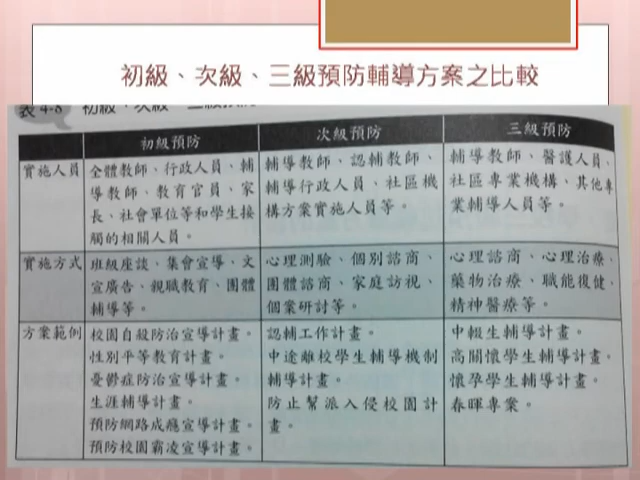 初級、次級、三級預防輔導方案之比較
表 4-8 初級、次級、三級預
初級預防
次級預防
三級預防
實施人員
全體教師、行政人員、輔
導教師、教育官員、家
長、社會單位等和學生接
觸的相關人員。
輔導教師、認輔教師、
輔導行政人員、社區機
構方案實施人員等。
輔導教師、醫護人員、
社區專業機構、其他專
業輔導人員等。
實施方式
班級座談、集會宣導、文
宣廣告、親職教育、團體
輔導等。
心理測驗、個別諮商、
團體諮商、家庭訪視、
個案研討等。
心理諮商、心理治療、
藥物治療、職能復健、
精神醫療等。
方案範例
校園自殺防治宣導計畫。
性別平等教育計畫。
憂鬱症防治宣導計畫。
生涯輔導計畫。
預防網路成癮宣導計畫。
預防校園霸凌宣導計畫。
認輔工作計畫。
中途離校學生輔導機制
輔導計畫。
防止幫派入侵校園計
畫。
中輟生輔導計畫。
高關懷學生輔導計畫。
懷孕學生輔導計畫。
春暉專業。